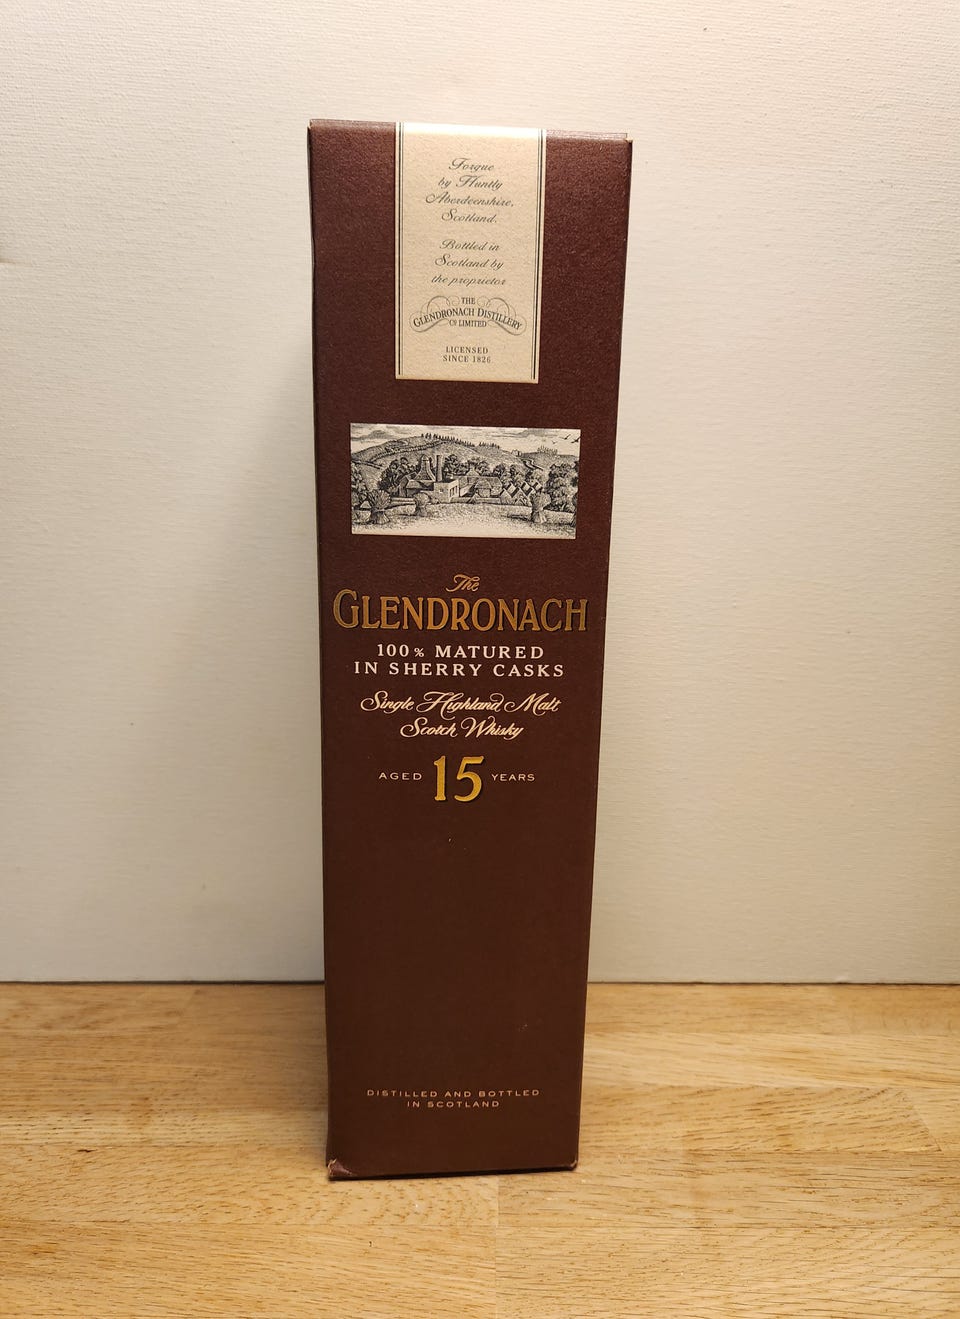 Forgue
by Huntly
Aberdeenshire,
Scotland.
Bottled in
Scotland by
the proprietor
THE
GLENDRONACH DISTILLERY
Cº LIMITED
LICENSED
SINCE 1826
The
GLENDRONACH
100% MATURED
IN SHERRY CASKS
Single Highland Malt
Scotch Whisky
AGED 15 YEARS
DISTILLED AND BOTTLED
IN SCOTLAND